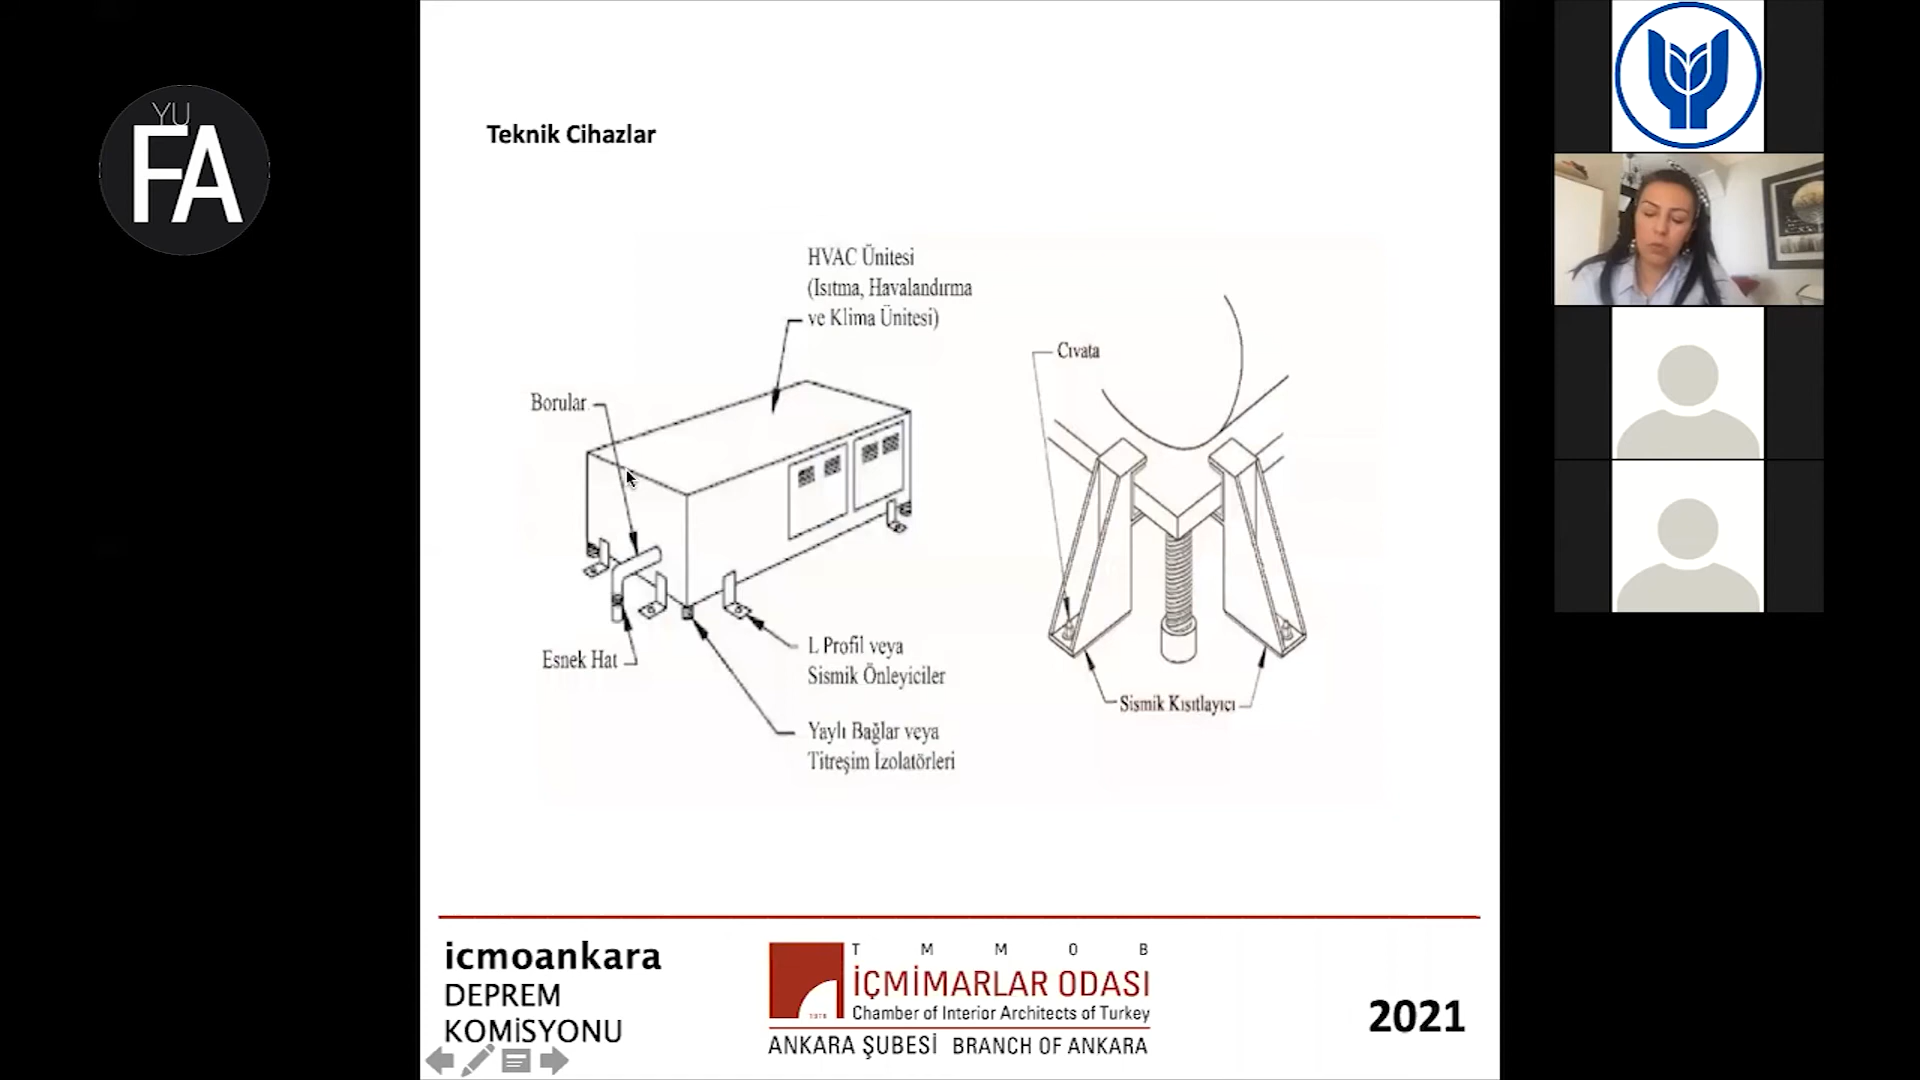 YU
FA
Teknik Cihazlar
HVAC Ünitesi
(Isıtma, Havalandırma
ve Klima Ünitesi)
Borular
Esnek Hat
L Profil veya
Sismik Önleyiciler
Yaylı Bağlar veya
Titreşim İzolatörleri
Cıvata
Sismik Kısıtlayıcı
icmoankara
DEPREM
KOMİSYONU
T M M O B
İÇMİMARLAR ODASI
Chamber of Interior Architects of Turkey
ANKARA ŞUBESİ BRANCH OF ANKARA
2021